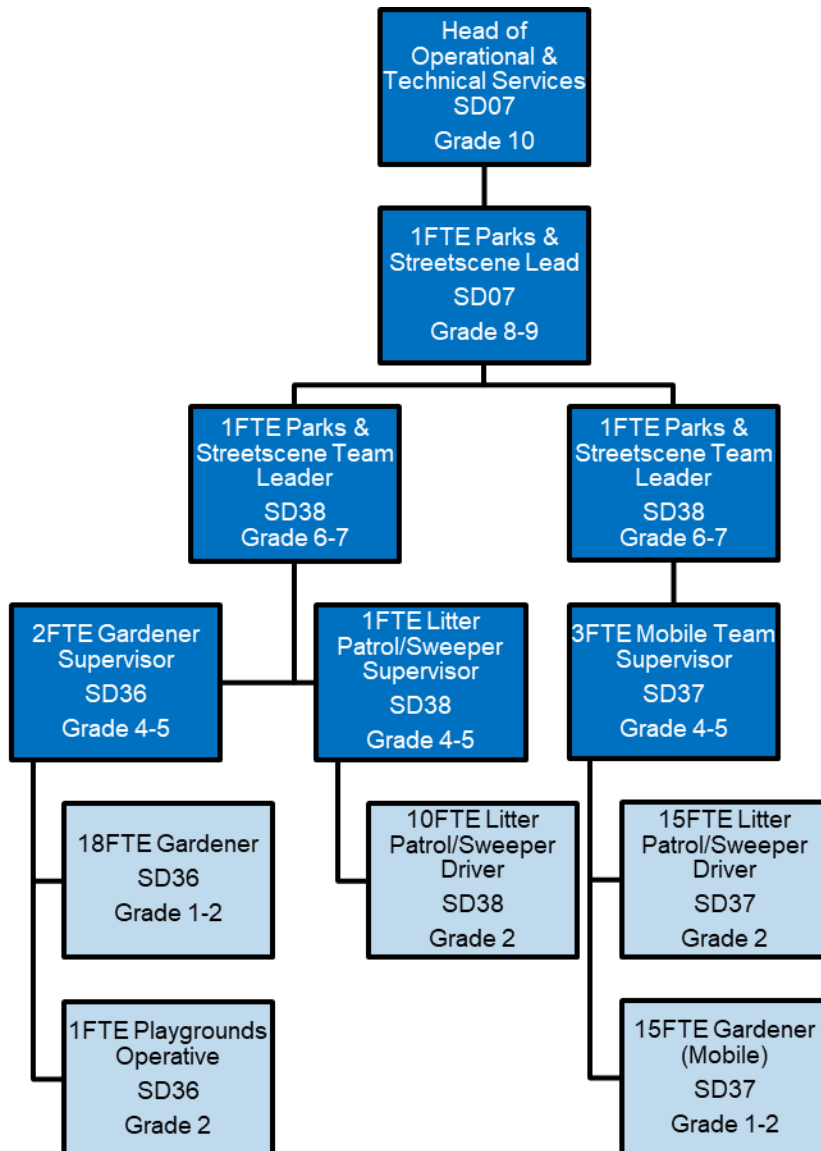 Head of
Operational &
Technical Services
SD07
Grade 10
1FTE Parks &
Streetscene Lead
SD07
Grade 8-9
1FTE Parks &
Streetscene Team
Leader
SD38
Grade 6-7
1FTE Parks &
Streetscene Team
Leader
SD38
Grade 6-7
2FTE Gardener
Supervisor
SD36
Grade 4-5
1FTE Litter
Patrol/Sweeper
Supervisor
SD38
Grade 4-5
3FTE Mobile Team
Supervisor
SD37
Grade 4-5
18FTE Gardener
SD36
Grade 1-2
10FTE Litter
Patrol/Sweeper
Driver
SD38
Grade 2
15FTE Litter
Patrol/Sweeper
Driver
SD37
Grade 2
1FTE Playgrounds
Operative
SD36
Grade 2
15FTE Gardener
(Mobile)
SD37
Grade 1-2